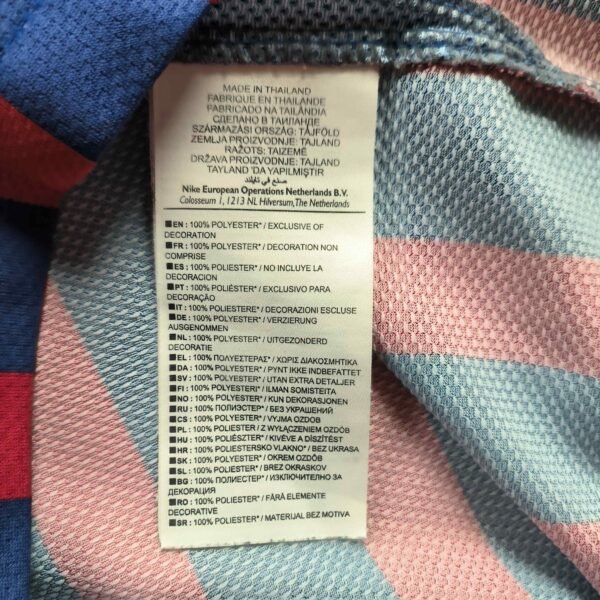 MADE IN THAILAND
FABRIQUE EN THAÏLANDE
FABRICADO NA TAILÂNDIA
СДЕЛАНО В ТАИЛАНДЕ
SZÁRMAZÁSI ORSZÁG: TÁJFÖLD
ZEMLJA PROIZVODNJE: TAJLAND
RAŽOTS: TAIZEMĒ
DRŽAVA PROIZVODNJE: TAJLAND
TAYLAND 'DA YAPILMIŞTIR
صنع في تايلند
Nike European Operations Netherlands B.V.
Colosseum 1, 1213 NL Hilversum, The Netherlands
EN : 100% POLYESTER* / EXCLUSIVE OF
DECORATION
FR : 100% POLYESTER* / DECORATION NON
COMPRISE
ES : 100% POLIESTER* / NO INCLUYE LA
DECORACION
PT : 100% POLIÉSTER* / EXCLUSIVO PARA
DECORAÇÃO
IT : 100% POLIESTERE* / DECORAZIONI ESCLUSE
DE : 100% POLYESTER* / VERZIERUNG
AUSGENOMMEN
NL : 100% POLYESTER* / UITGEZONDERD
DECORATIE
EL : 100% ΠΟΛΥΕΣΤΕΡΑΣ* / ΧΩΡΙΣ ΔΙΑΚΟΣΜΗΤΙΚΑ
DA : 100% POLYESTER* / PYNT IKKE INDBEFATTET
SV : 100% POLYESTER* / UTAN EXTRA DETALJER
FI : 100% POLYESTERI* / ILMAN SOMISTEITA
NO : 100% POLYESTER* / KUN DEKORASJONEN
RU : 100% ПОЛИЭСТЕР* / БЕЗ УКРАШЕНИЙ
CS : 100% POLYESTER* / VYJMA OZDOB
PL : 100% POLIESTER / Z WYŁĄCZENIEM OZDÓB
HU : 100% POLIÉSZTER* / KIVÉVE A DÍSZÍTÉST
HR : 100% POLIESTERSKO VLAKNO* / BEZ UKRASA
SK : 100% POLYESTER* / OKREM OZDÔB
SL : 100% POLIESTER* / BREZ OKRASKOV
BG : 100% ПОЛИЕСТЕР* / ИЗКЛЮЧИТЕЛНО ЗА
ДЕКОРАЦИЯ
RO : 100% POLIESTER* / FĂRĂ ELEMENTE
DECORATIVE
SR : 100% POLIESTER* / MATERIJAL BEZ MOTIVA